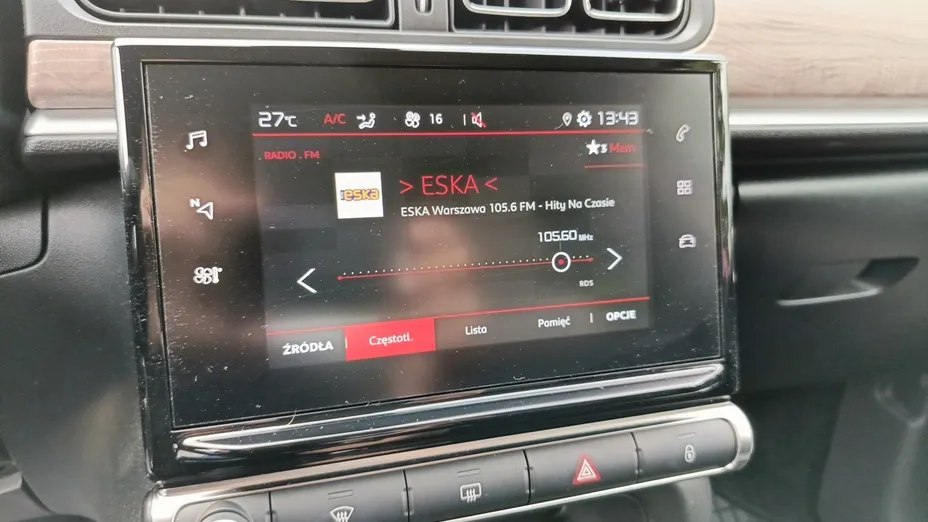 27°C A/C 16 13:43
RADIO . FM
3 Mem
eska
> ESKA <
ESKA Warszawa 105.6 FM - Hity Na Czasie
105.60 MHz
RDS
ŹRÓDŁA Częstotl. Lista Pamięć OPCJE
N